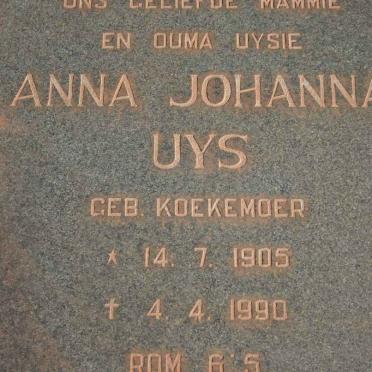 ONS GELIEFDE MAMMIE
EN OUMA UYSIE
ANNA JOHANNA
UYS
GEB. KOEKEMOER
* 14. 7. 1905
† 4. 4. 1990
ROM 6:5